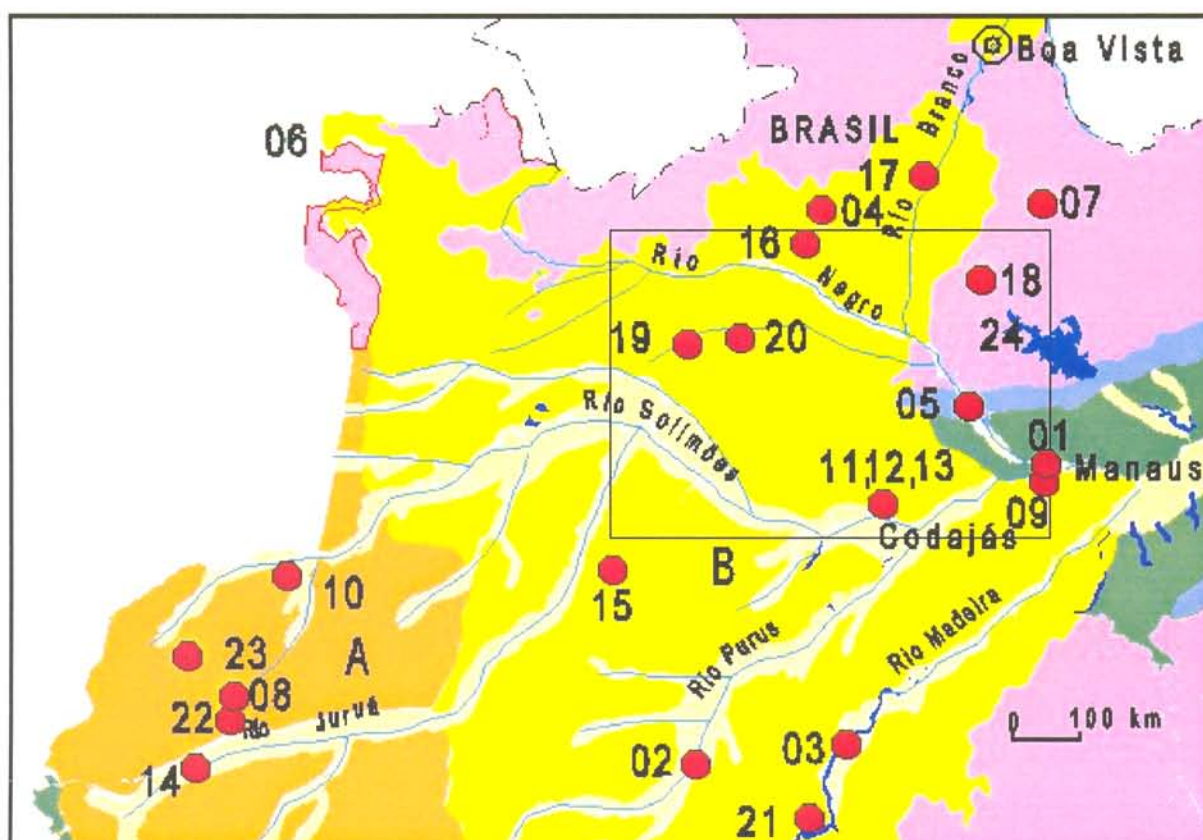 Boa Vista
BRASIL
Rio Branco
06
17
04
07
16
Rio Negro
18
19
20
24
05
Rio Solimões
01
11,12,13
Manaus
09
Codajás
B
15
10
A
23
08
22
Rio Juruá
14
Rio Purus
Rio Madeira
02
03
0 100 km
21